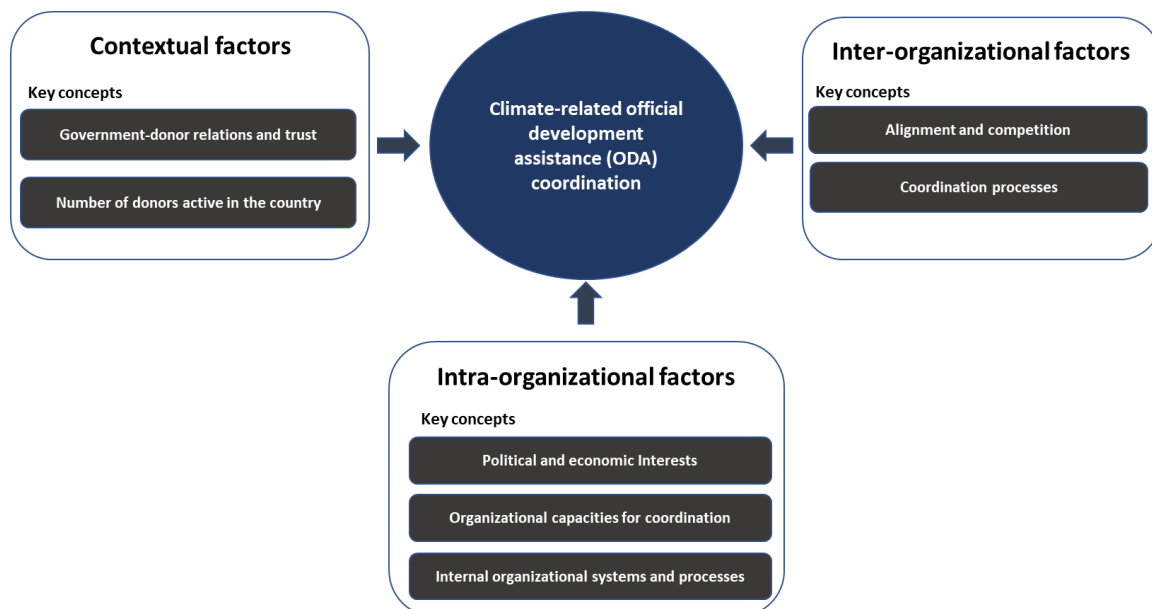 Contextual factors
Key concepts
Government-donor relations and trust
Number of donors active in the country
Climate-related official
development
assistance (ODA)
coordination
Inter-organizational factors
Key concepts
Alignment and competition
Coordination processes
Intra-organizational factors
Key concepts
Political and economic Interests
Organizational capacities for coordination
Internal organizational systems and processes